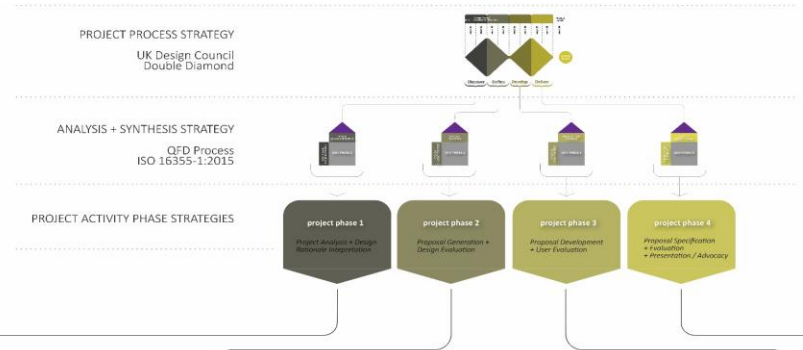 PROJECT PROCESS STRATEGY
UK Design Council
Double Diamond
Discover
Define
Develop
Deliver
ANALYSIS + SYNTHESIS STRATEGY
QFD Process
ISO 16355-1:2015
PROJECT ACTIVITY PHASE STRATEGIES
project phase 1
Project Analysis + Design
Rationale Interpretation
project phase 2
Proposal Generation +
Design Evaluation
project phase 3
Proposal Development
+ User Evaluation
project phase 4
Proposal Specification
+ Evaluation
+ Presentation / Advocacy